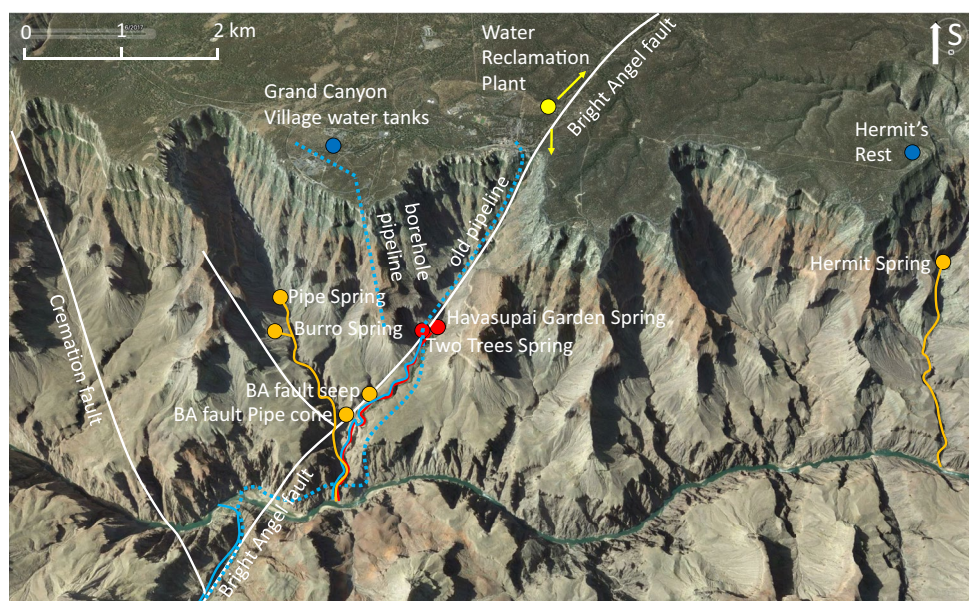 0 1 2 km
Water
Reclamation
Plant
S
Bright Angel fault
Grand Canyon
Village water tanks
Hermit's
Rest
old pipeline
borehole
pipeline
Hermit Spring
Pipe Spring
Havasupai Garden Spring
Burro Spring
Two Trees Spring
Cremation fault
BA fault seep
BA fault Pipe cone
Bright Angel fault